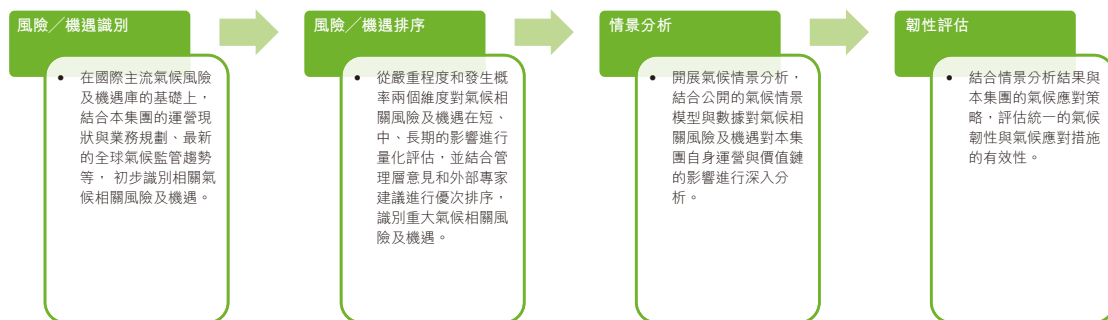 風險／機遇識別
• 在國際主流氣候風險
及機遇庫的基礎上，
結合本集團的運營現
狀與業務規劃、最新
的全球氣候監管趨勢
等， 初步識別相關氣
候相關風險及機遇。
風險／機遇排序
• 從嚴重程度和發生概
率兩個維度對氣候相
關風險及機遇在短、
中、長期的影響進行
量化評估，並結合管
理層意見和外部專家
建議進行優次排序，
識別重大氣候相關風
險及機遇。
情景分析
• 開展氣候情景分析，
結合公開的氣候情景
模型與數據對氣候相
關風險及機遇對本集
團自身運營與價值鏈
的影響進行深入分
析。
韌性評估
• 結合情景分析結果與
本集團的氣候應對策
略，評估統一的氣候
韌性與氣候應對措施
的有效性。